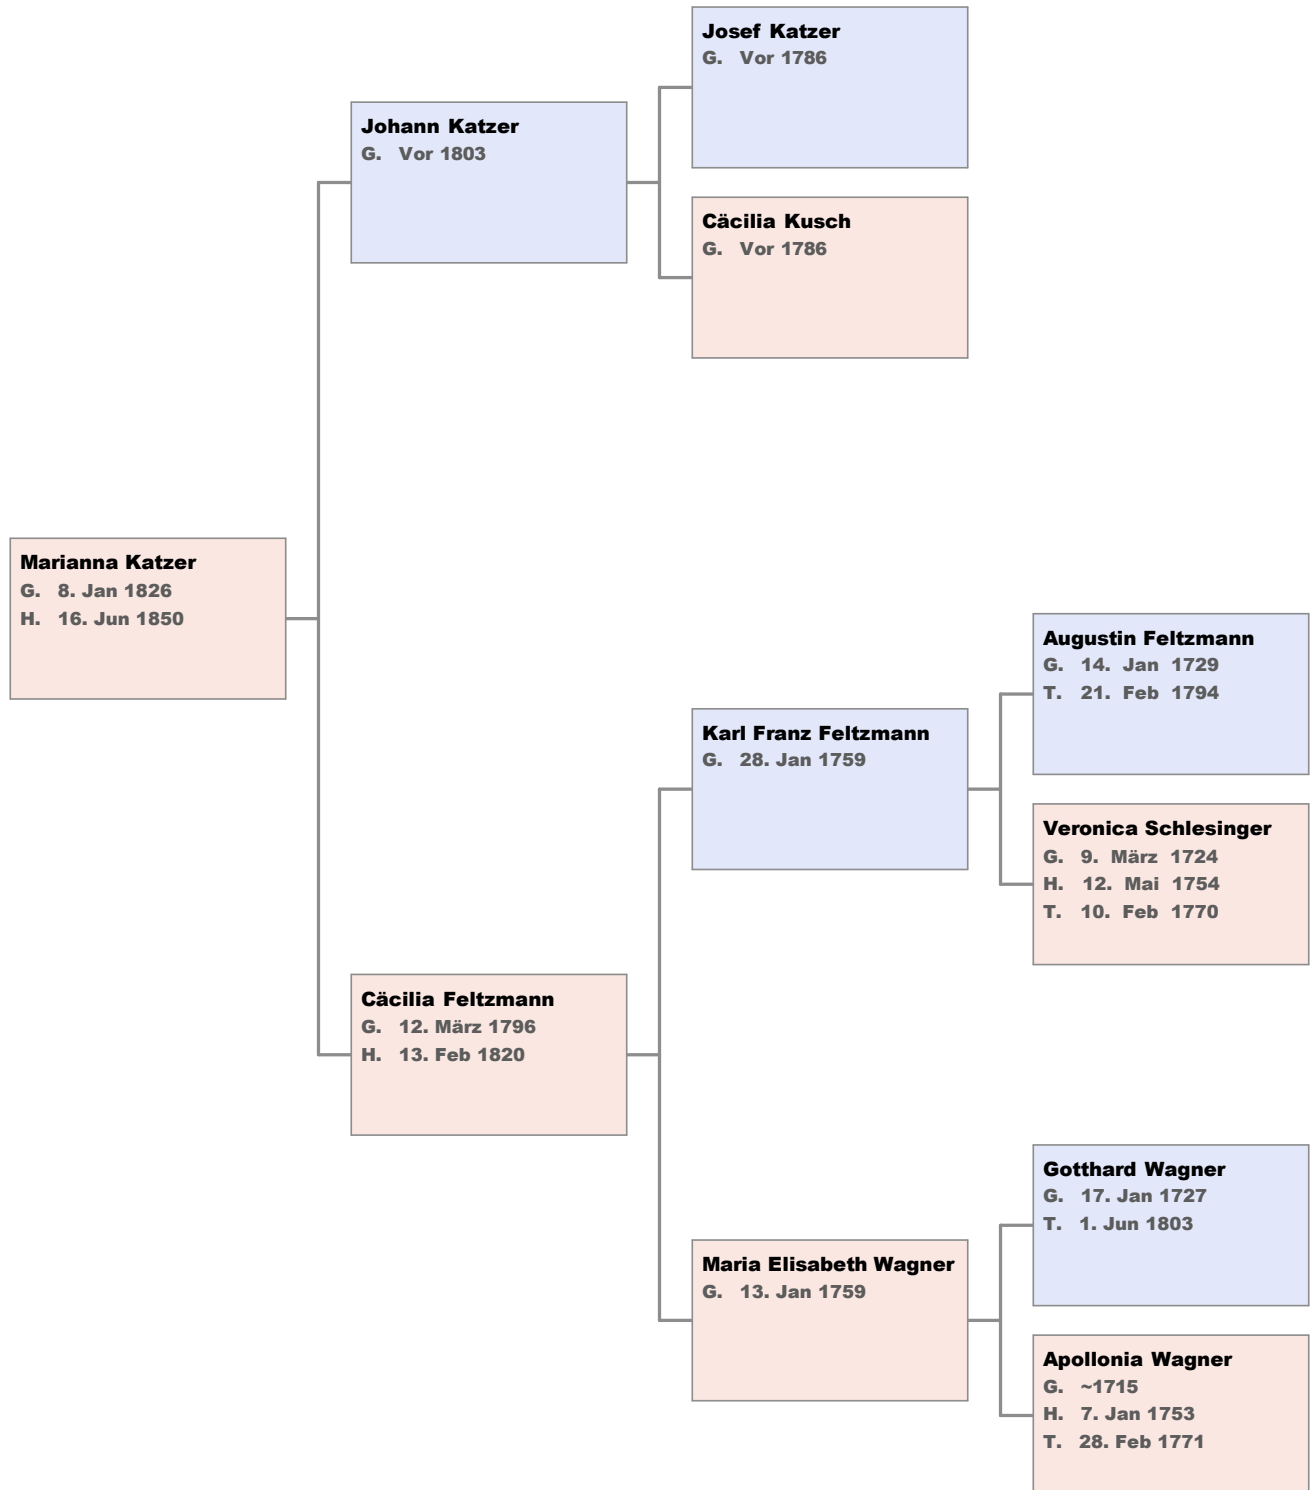 Josef Katzer
G. Vor 1786
Johann Katzer
G. Vor 1803
Cäcilia Kusch
G. Vor 1786
Marianna Katzer
G. 8. Jan 1826
H. 16. Jun 1850
Augustin Feltzmann
G. 14. Jan 1729
T. 21. Feb 1794
Karl Franz Feltzmann
G. 28. Jan 1759
Veronica Schlesinger
G. 9. März 1724
H. 12. Mai 1754
T. 10. Feb 1770
Cäcilia Feltzmann
G. 12. März 1796
H. 13. Feb 1820
Gotthard Wagner
G. 17. Jan 1727
T. 1. Jun 1803
Maria Elisabeth Wagner
G. 13. Jan 1759
Apollonia Wagner
G. ~1715
H. 7. Jan 1753
T. 28. Feb 1771